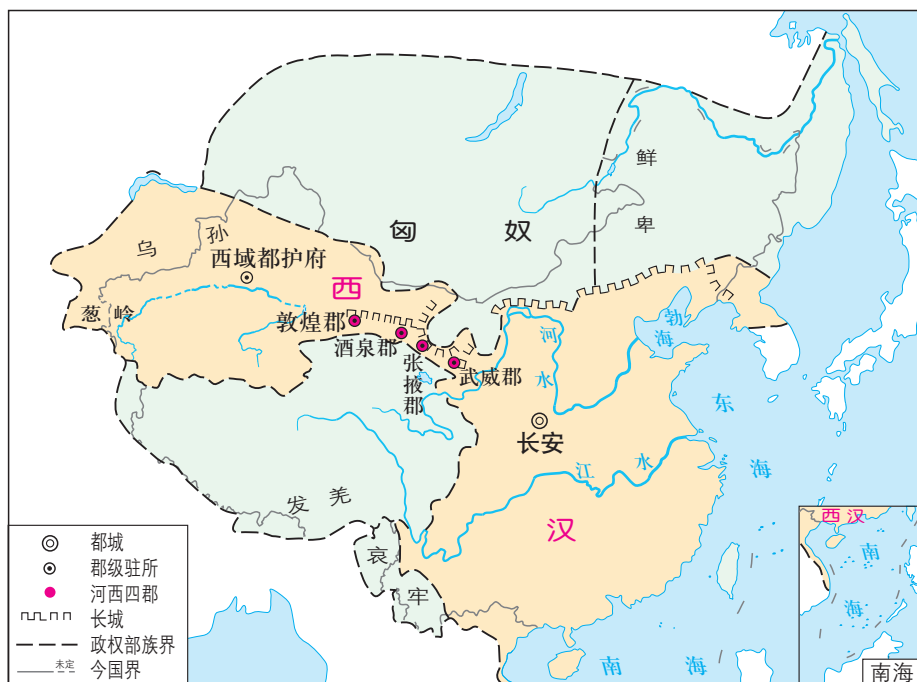 鲜
卑
匈 奴
乌 孙
西域都护府
西
葱 岭
敦煌郡
酒泉郡
张掖郡
武威郡
河
水
勃
海
东
海
长安
江 水
发 羌
汉
哀
牢
南 海
都城
郡级驻所
河西四郡
长城
政权部族界
未定
今国界
西 汉
南
海
南海